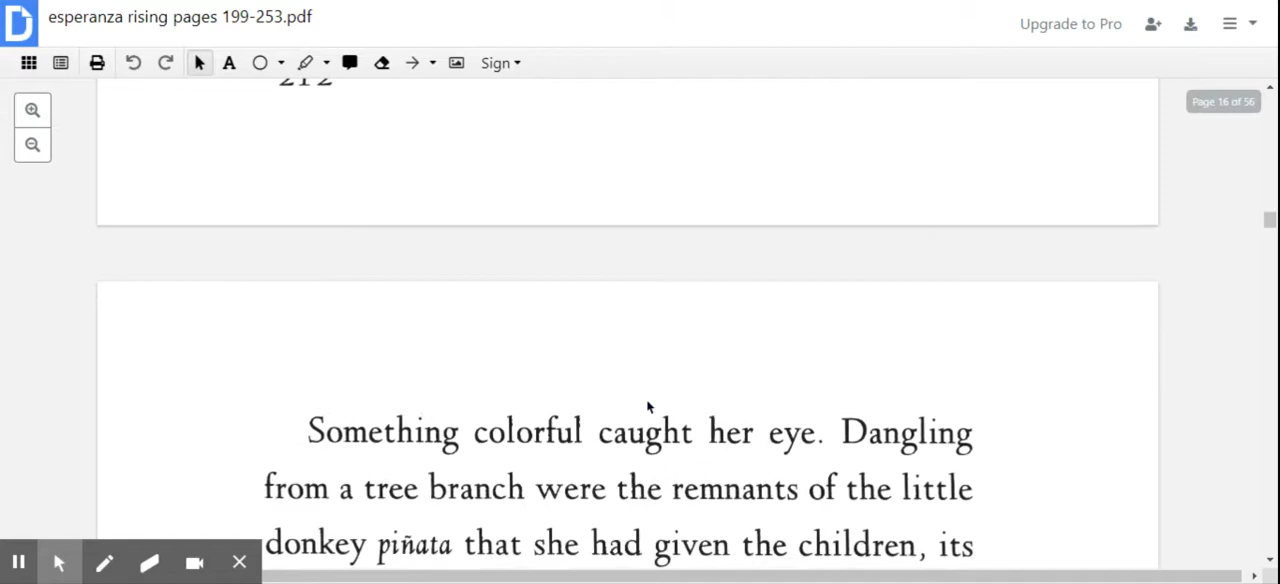 esperanza rising pages 199-253.pdf
Upgrade to Pro
Sign
212
Page 16 of 56
Something colorful caught her eye. Dangling
from a tree branch were the remnants of the little
donkey piñata that she had given the children, its